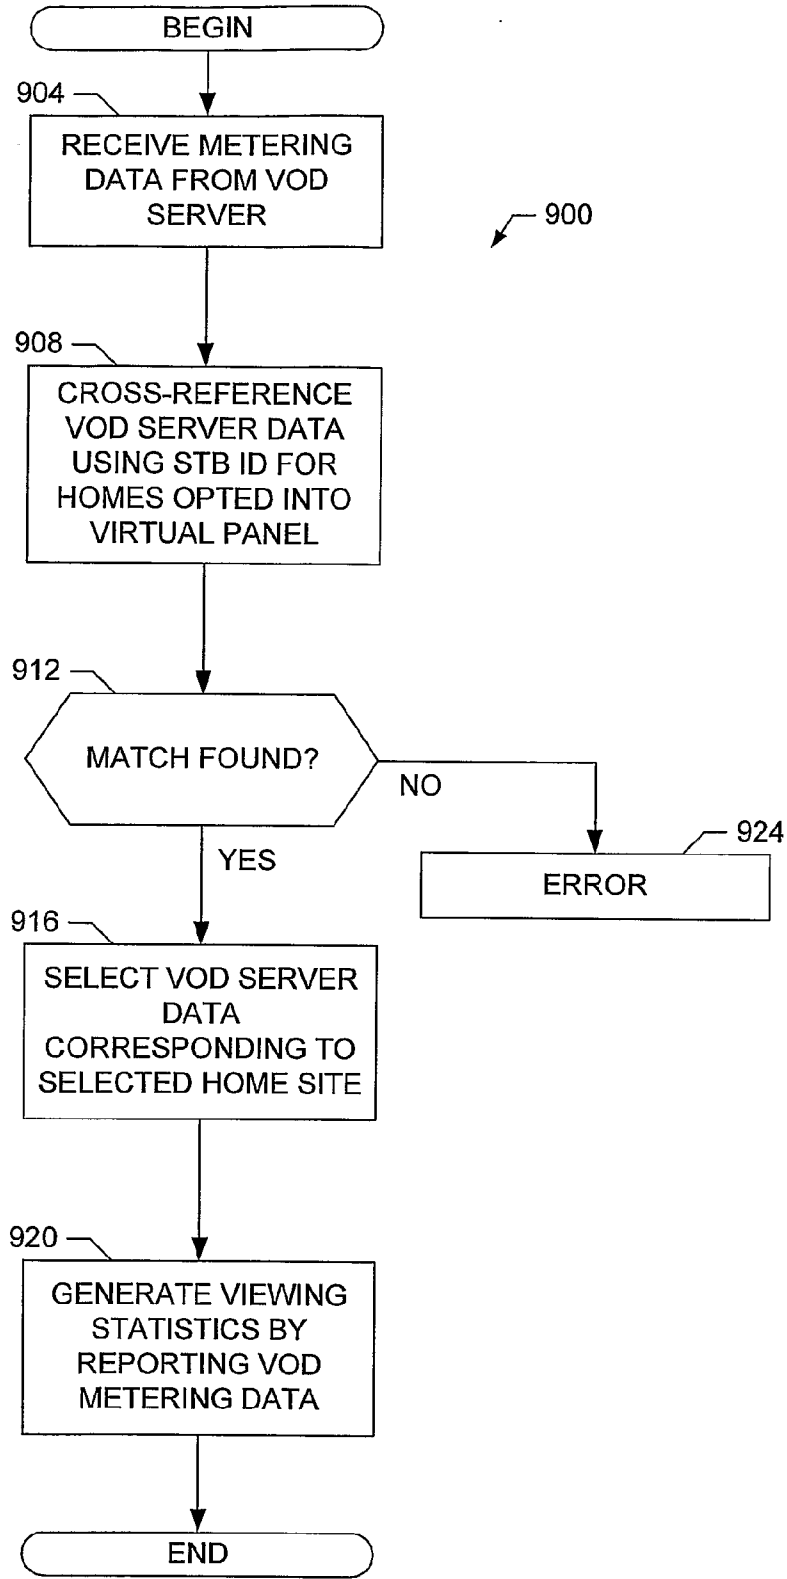 BEGIN
904
RECEIVE METERING
DATA FROM VOD
SERVER
900
908
CROSS-REFERENCE
VOD SERVER DATA
USING STB ID FOR
HOMES OPTED INTO
VIRTUAL PANEL
912
MATCH FOUND?
NO
YES
924
ERROR
916
SELECT VOD SERVER
DATA
CORRESPONDING TO
SELECTED HOME SITE
920
GENERATE VIEWING
STATISTICS BY
REPORTING VOD
METERING DATA
END